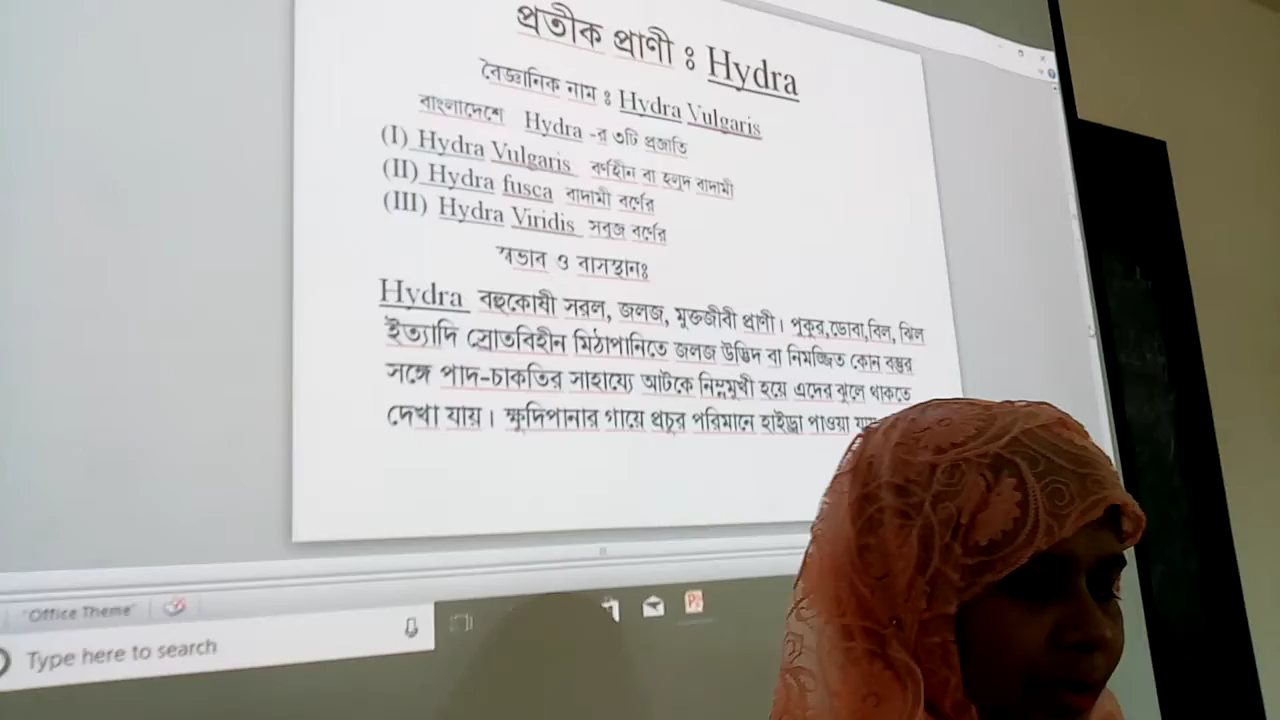 প্রতীক প্রাণী ঃ Hydra
বৈজ্ঞানিক নাম ঃ Hydra Vulgaris
বাংলাদেশে Hydra -র ৩টি প্রজাতি
(I) Hydra Vulgaris বর্ণহীন বা হলুদ বাদামী
(II) Hydra fusca বাদামী বর্ণের
(III) Hydra Viridis সবুজ বর্ণের
স্বভাব ও বাসস্থানঃ
Hydra বহুকোষী সরল, জলজ, মুক্তজীবী প্রাণী। পুকুর,ডোবা,বিল, ঝিল
ইত্যাদি স্রোতবিহীন মিঠাপানিতে জলজ উদ্ভিদ বা নিমজ্জিত কোন বস্তুর
সঙ্গে পাদ-চাকতির সাহায্যে আটকে নিম্নমুখী হয়ে এদের ঝুলে থাকতে
দেখা যায়। ক্ষুদিপানার গায়ে প্রচুর পরিমানে হাইড্রা পাওয়া
"Office Theme"
Type here to search